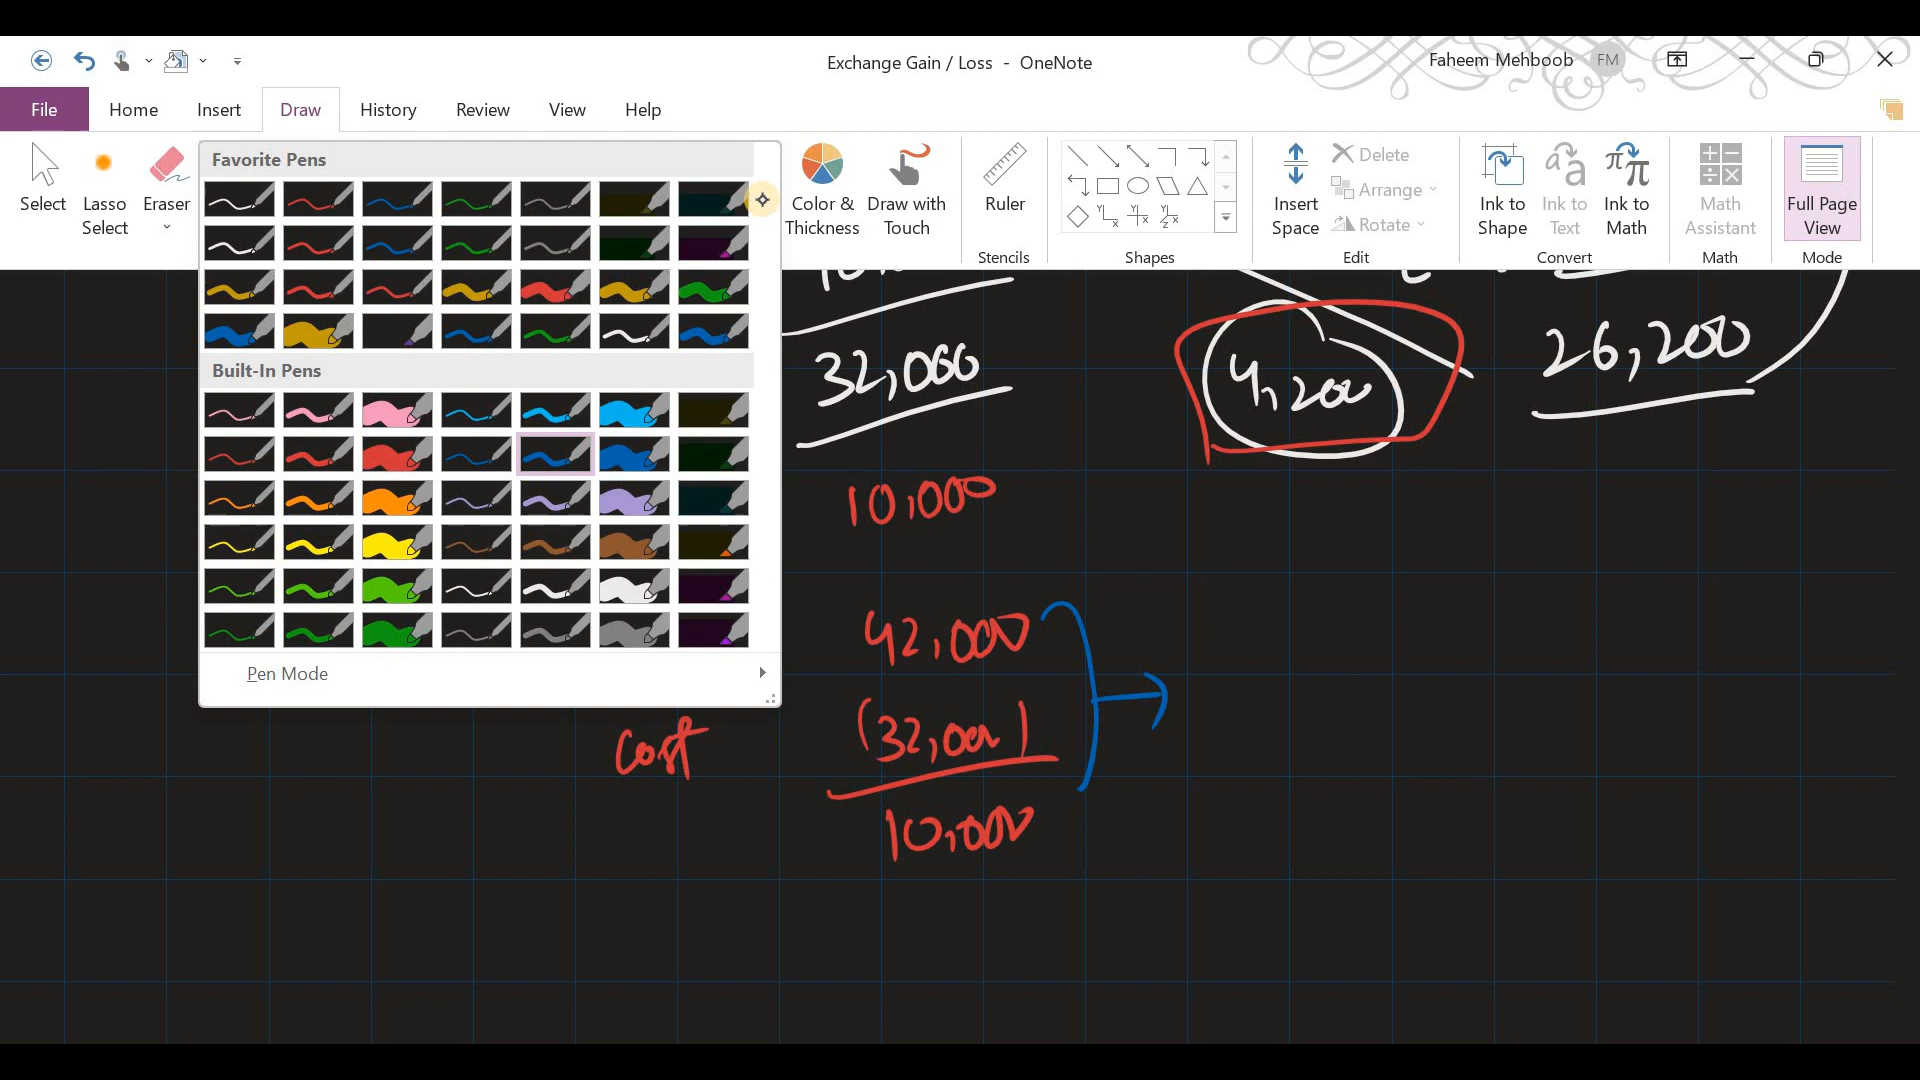 Exchange Gain / Loss - OneNote
Faheem Mehboob
FM
File
Home
Insert
Draw
History
Review
View
Help
Select
Lasso Select
Eraser
Favorite Pens
Built-In Pens
Pen Mode
Color & Thickness
Draw with Touch
Ruler
Stencils
Shapes
Insert Space
Delete
Arrange
Rotate
Edit
Ink to Shape
Ink to Text
Ink to Math
Convert
Math Assistant
Math
Full Page View
Mode
32,000
4,200
26,200
10,000
42,000
cost
(32,000)
10,000